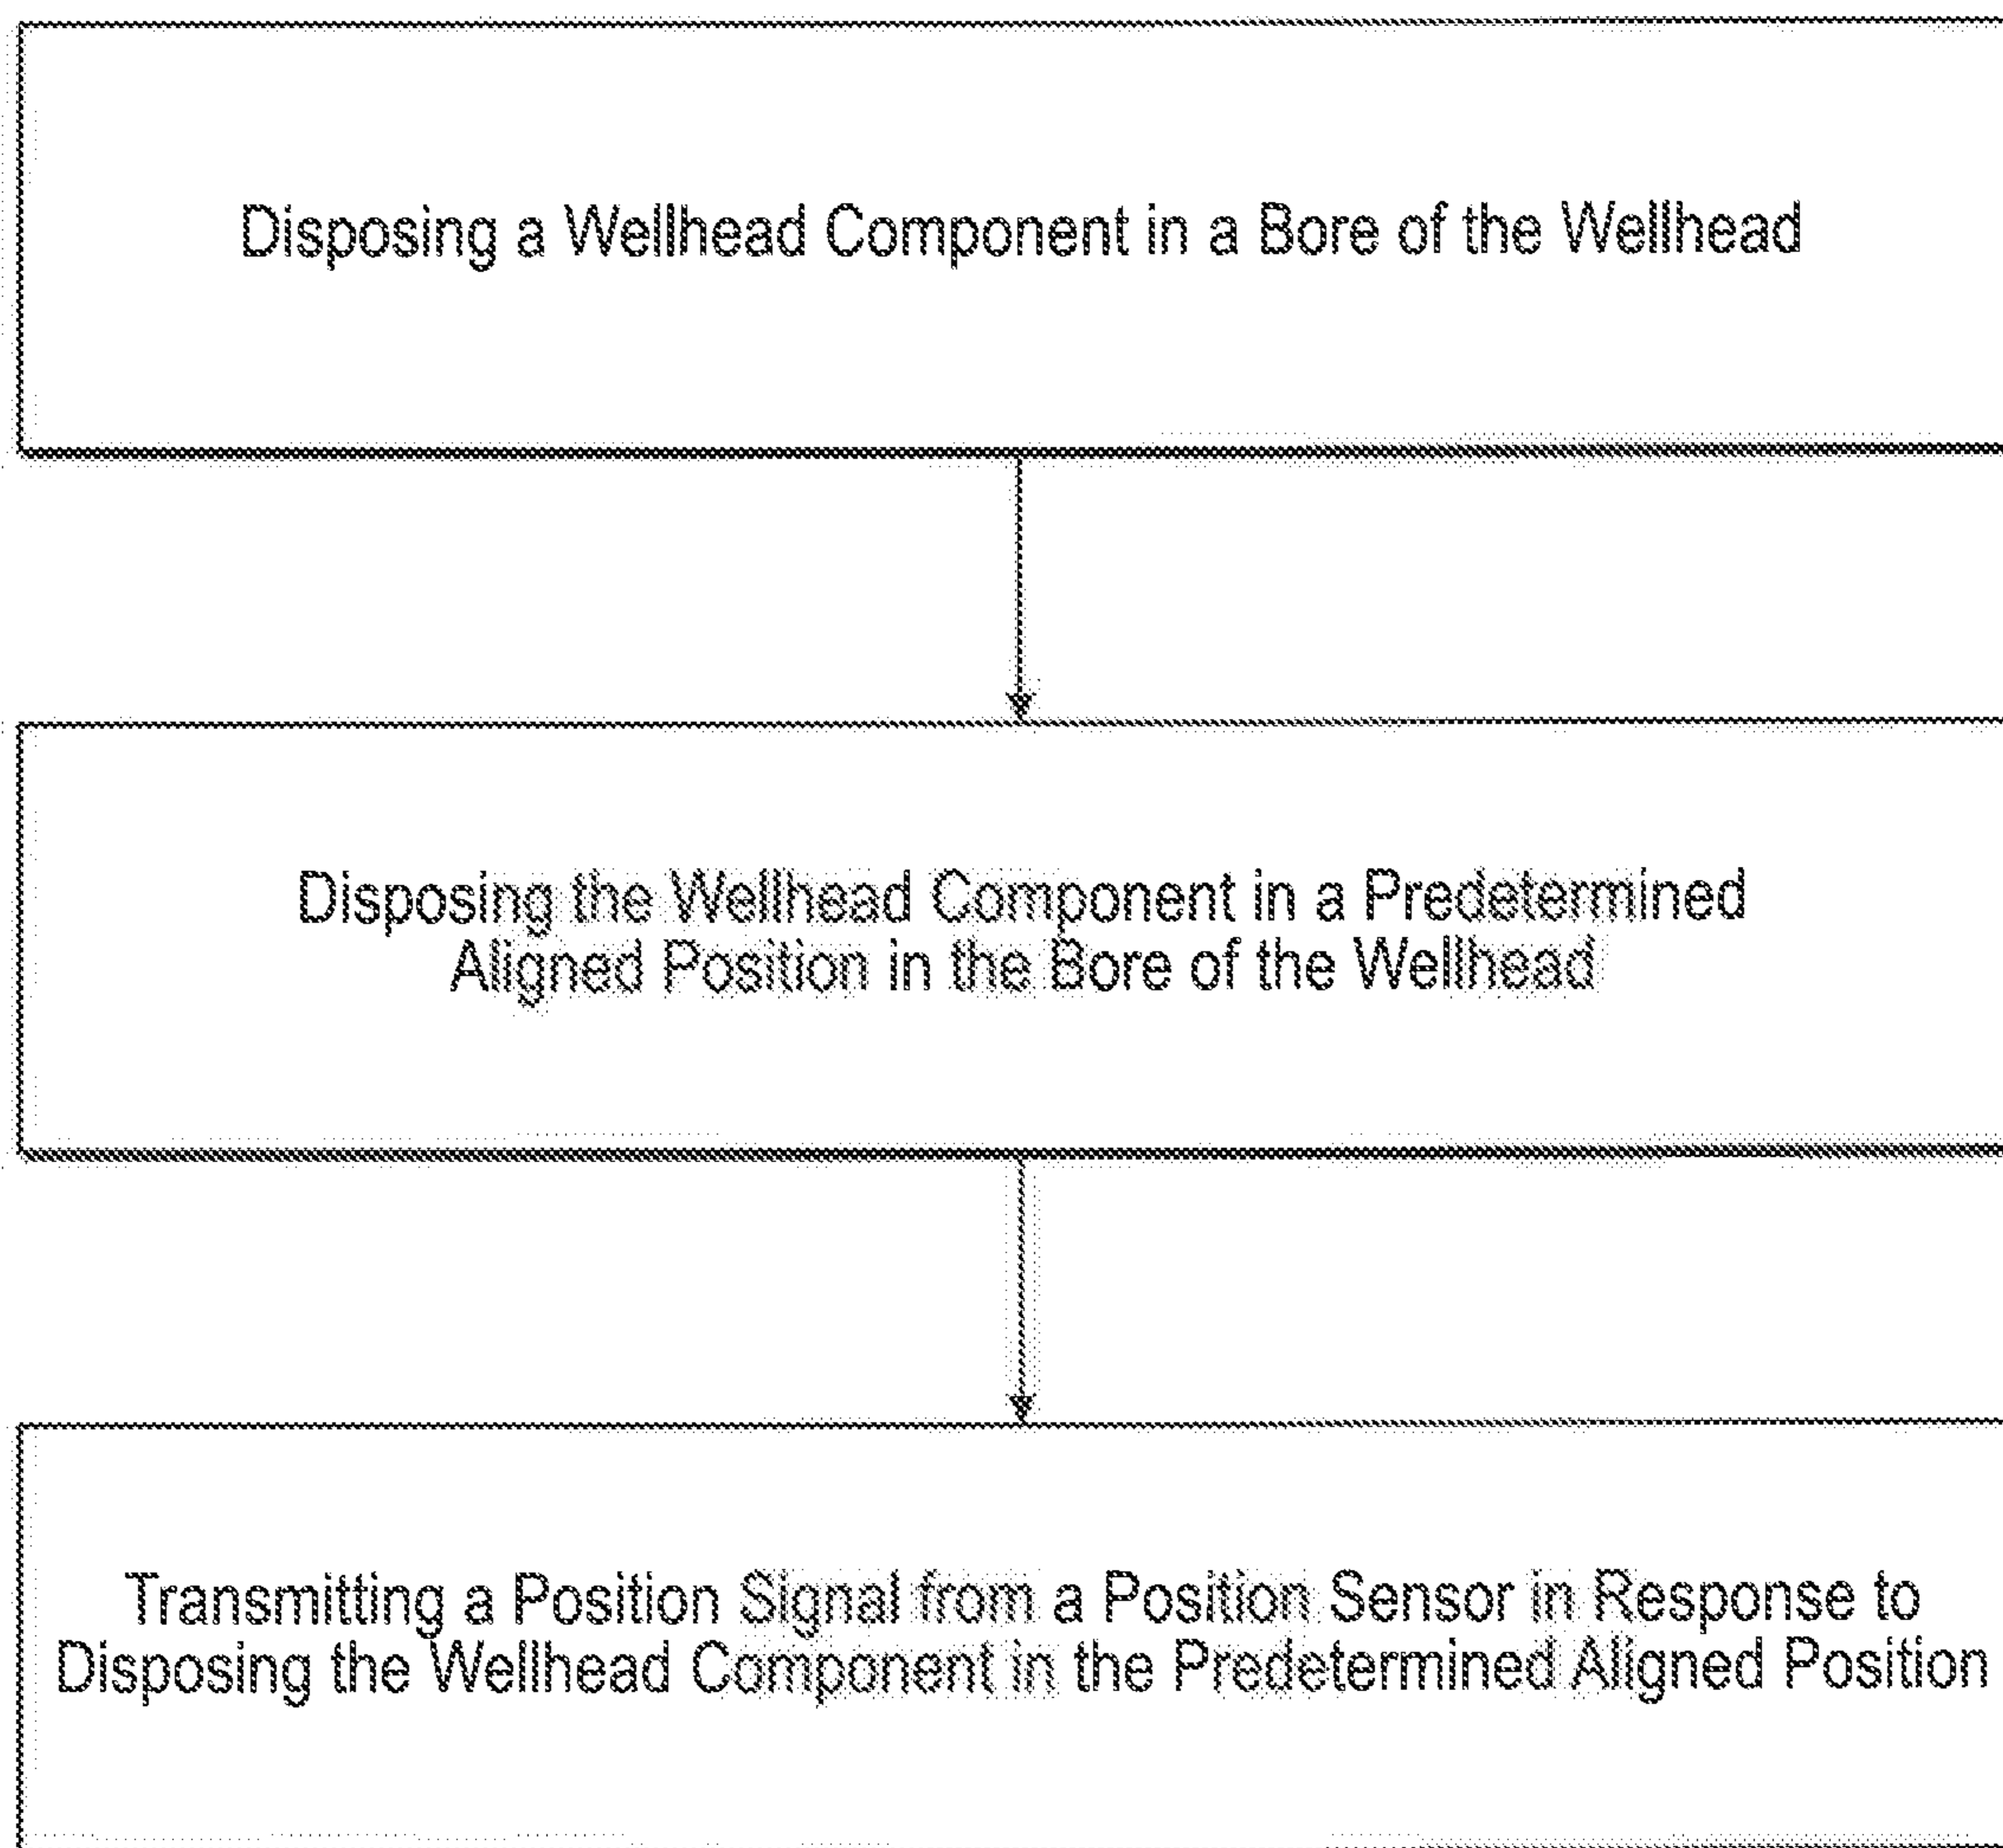 Disposing a Wellhead Component in a Bore of the Wellhead
Disposing the Wellhead Component in a Predetermined
Aligned Position in the Bore of the Wellhead
Transmitting a Position Signal from a Position Sensor in Response to
Disposing the Wellhead Component in the Predetermined Aligned Position